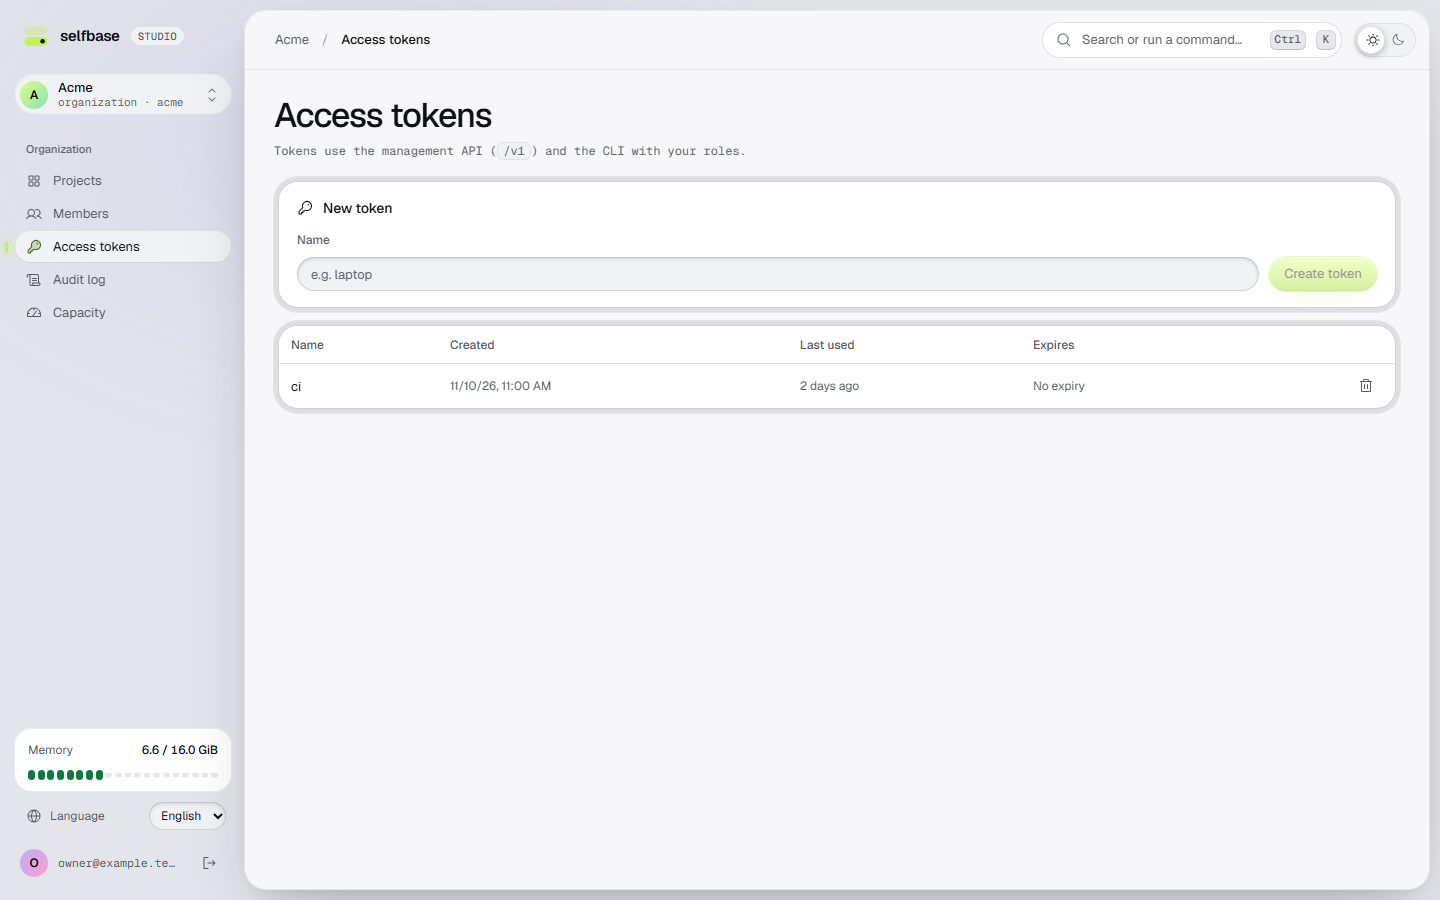 selfbase STUDIO
A
Acme
organization · acme
Organization
Projects
Members
Access tokens
Audit log
Capacity
Memory 6.6 / 16.0 GiB
Language English
O owner@example.te…
Acme / Access tokens
Search or run a command… Ctrl K
Access tokens
Tokens use the management API ( /v1 ) and the CLI with your roles.
New token
Name
e.g. laptop Create token
Name Created Last used Expires
ci 11/10/26, 11:00 AM 2 days ago No expiry